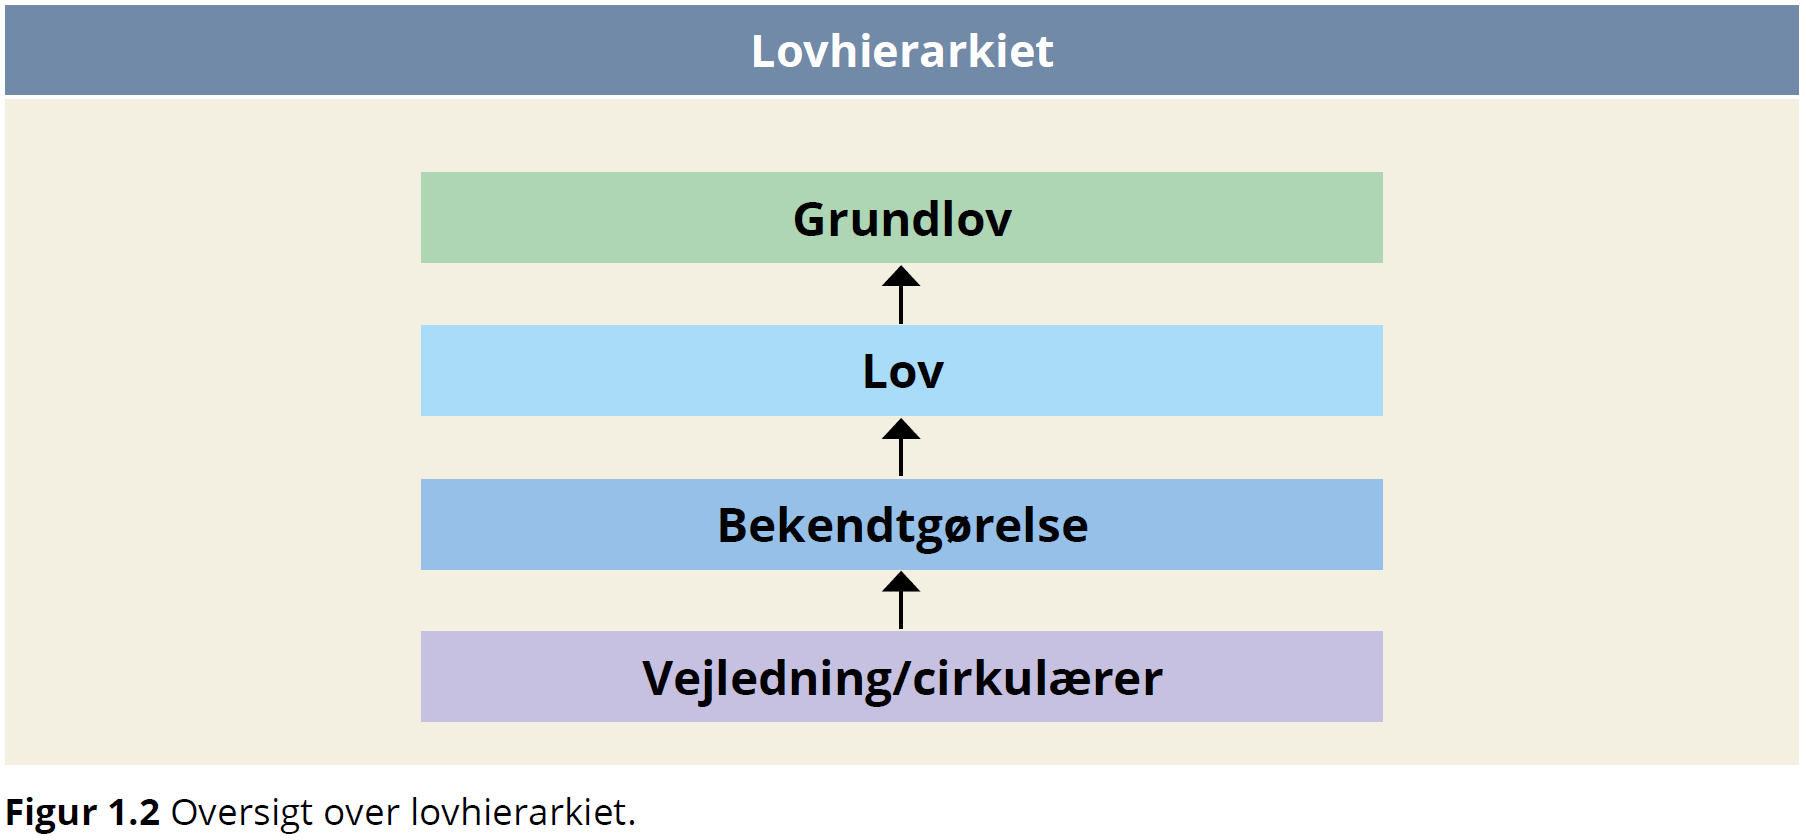 Lovhierarkiet
Grundlov
Lov
Bekendtgørelse
Vejledning/cirkulærer
Figur 1.2 Oversigt over lovhierarkiet.